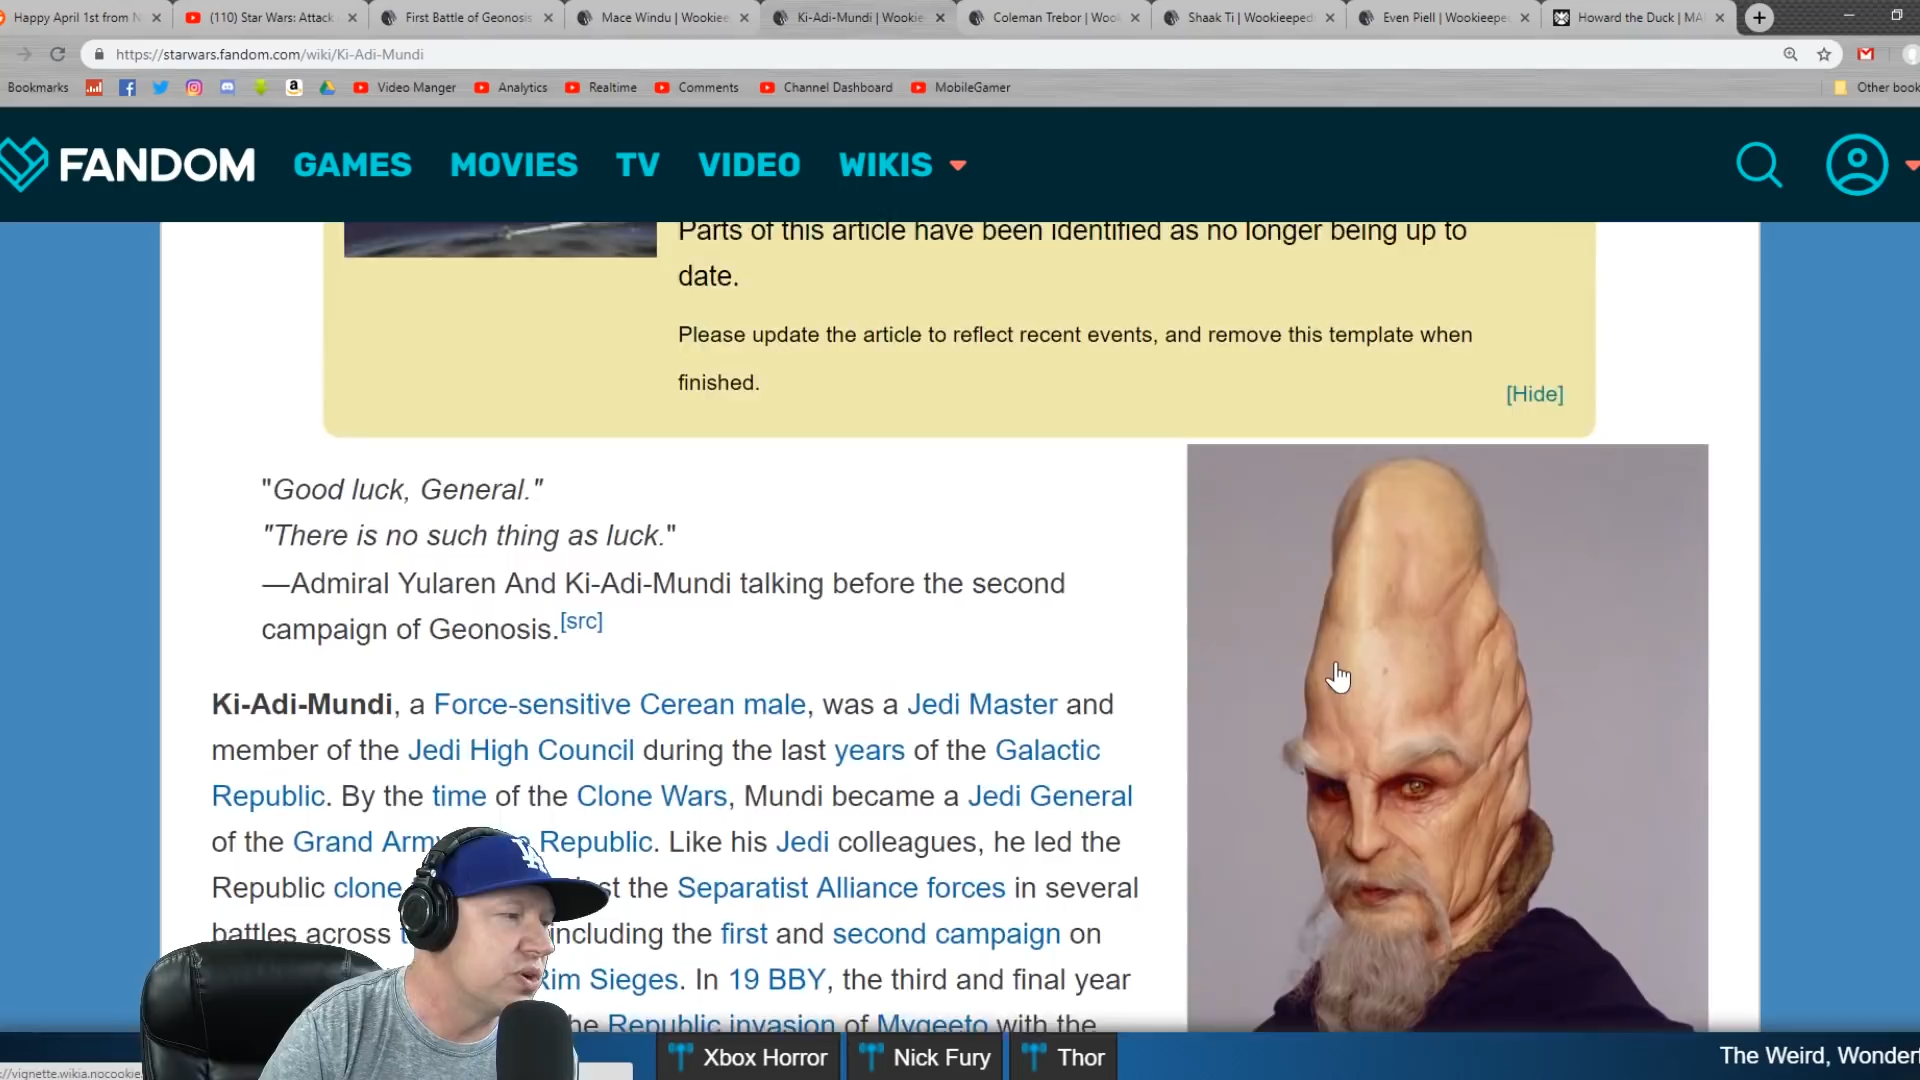 Happy April 1st from N
(110) Star Wars: Attack
First Battle of Geonosis
Mace Windu | Wookiee
Ki-Adi-Mundi | Wookie
Coleman Trebor | Woo
Shaak Ti | Wookieeped
Even Piell | Wookieepe
Howard the Duck | MA
https://starwars.fandom.com/wiki/Ki-Adi-Mundi
Bookmarks
Video Manger
Analytics
Realtime
Comments
Channel Dashboard
MobileGamer
Other book
FANDOM GAMES MOVIES TV VIDEO WIKIS
Parts of this article have been identified as no longer being up to
date.
Please update the article to reflect recent events, and remove this template when
finished.
[Hide]
"Good luck, General."
"There is no such thing as luck."
—Admiral Yularen And Ki-Adi-Mundi talking before the second
campaign of Geonosis.[src]
Ki-Adi-Mundi, a Force-sensitive Cerean male, was a Jedi Master and
member of the Jedi High Council during the last years of the Galactic
Republic. By the time of the Clone Wars, Mundi became a Jedi General
of the Grand Arm Republic. Like his Jedi colleagues, he led the
Republic clone st the Separatist Alliance forces in several
battles across including the first and second campaign on
Rim Sieges. In 19 BBY, the third and final year
he Republic invasion of Mygeeto with the
LA
Xbox Horror
Nick Fury
Thor
The Weird, Wonderf
://vignette.wikia.nocookie